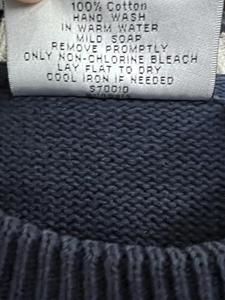 100% Cotton
HAND WASH
IN WARM WATER
MILD SOAP
REMOVE PROMPTLY
ONLY NON-CHLORINE BLEACH
LAY FLAT TO DRY
COOL IRON IF NEEDED